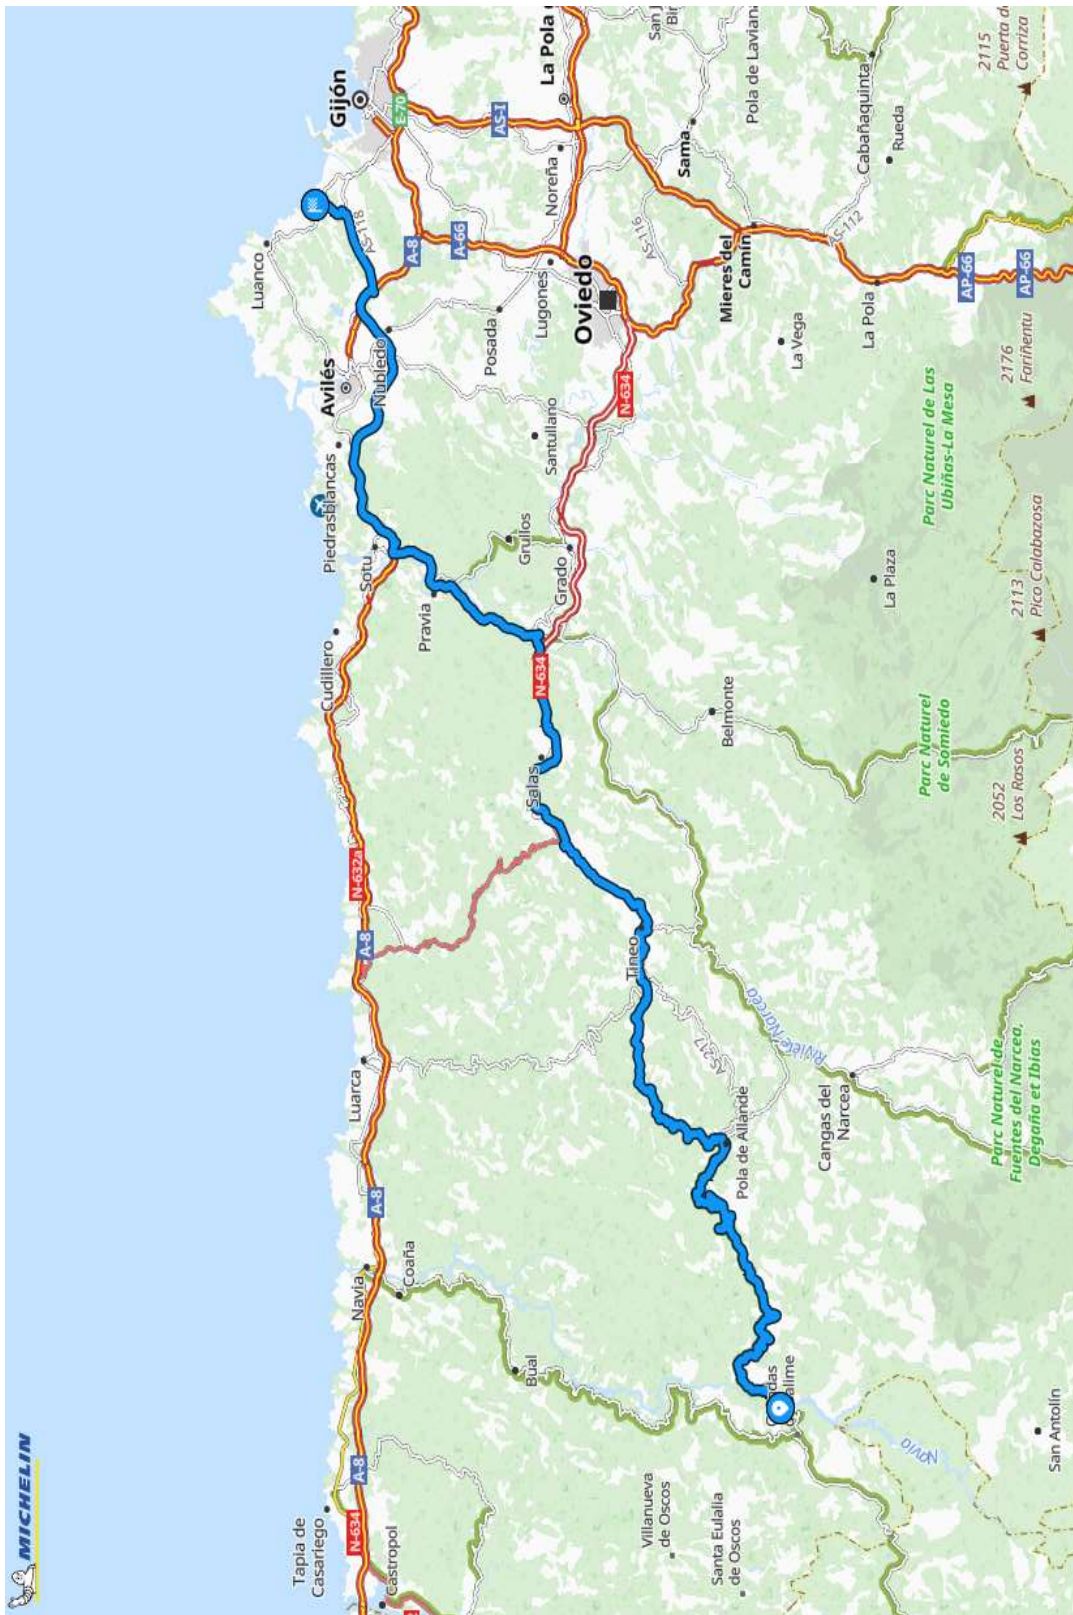 MICHELIN
Tapia de
Casariego
N-634
Castropol
A-8
Navia
Coaña
A-8
Luarca
A-8
N-632a
Cudillero
Piedrasblancas
Sotu
Avilés
Nubledo
Luanco
AS-118
Gijón
E-70
A-8
A-66
AS-I
La Pola
Noreña
Lugones
Posada
Oviedo
Santullano
Grullos
Grado
Pravia
N-634
N-634
Salas
Tineo
AS-217
Pola de Allande
Bual
Villanueva
de Oscos
Santa Eulalia
de Oscos
San Antolín
Cangas del
Narcea
Rivière Narcea
Belmonte
AS-116
Sama
Mieres del
Camín
Pola de Laviana
Cabañaquinta
Rueda
AS-112
La Vega
La Pola
AP-66
AP-66
La Plaza
Parc Naturel de Las
Ubiñas-La Mesa
Parc Naturel
de Somiedo
Parc Naturel de
Fuentes del Narcea,
Degaña et Ibias
2115
Puerta d
Corriza
2176
Fariñentu
2113
Pico Calabazosa
2052
Los Rasos